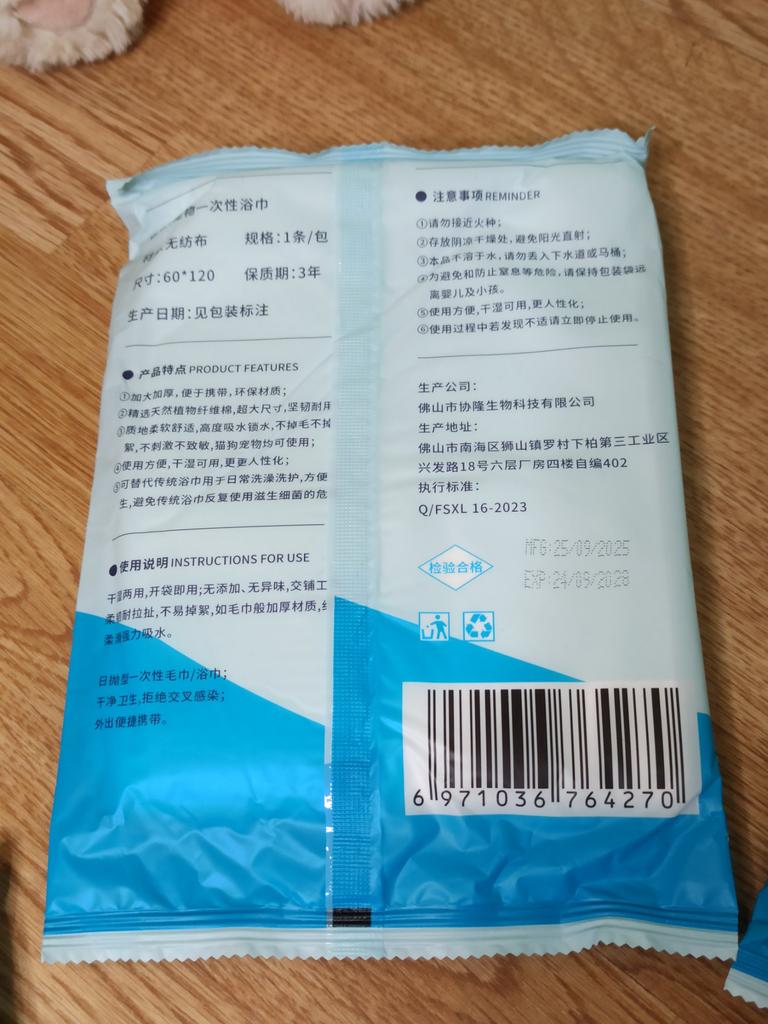 物一次性浴巾
无纺布 规格:1条/包
尺寸:60*120 保质期:3年
生产日期:见包装标注
产品特点 PRODUCT FEATURES
①加大加厚,便于携带,环保材质;
②精选天然植物纤维棉,超大尺寸,坚韧耐用
③质地柔软舒适,高度吸水锁水,不掉毛不掉
絮,不刺激不致敏,猫狗宠物均可使用;
④使用方便,干湿可用,更更人性化;
⑤可替代传统浴巾用于日常洗澡洗护,方便
生,避免传统浴巾反复使用滋生细菌的危
使用说明 INSTRUCTIONS FOR USE
干湿两用,开袋即用;无添加、无异味,交铺工
柔韧耐拉扯,不易掉絮,如毛巾般加厚材质,
柔滑强力吸水。
日抛型一次性毛巾/浴巾;
干净卫生,拒绝交叉感染;
外出便捷携带。
注意事项 REMINDER
①请勿接近火种;
②存放阴凉干燥处,避免阳光直射;
③本品不溶于水,请勿丢入下水道或马桶;
④为避免和防止窒息等危险,请保持包装袋远
离婴儿及小孩。
⑤使用方便,干湿可用,更人性化;
⑥使用过程中若发现不适请立即停止使用。
生产公司:
佛山市协隆生物科技有限公司
生产地址:
佛山市南海区狮山镇罗村下柏第三工业区
兴发路18号六层厂房四楼自编402
执行标准:
Q/FSXL 16-2023
检验合格
MFG:25/09/2025
EXP:24/09/2028
6 971036 764270